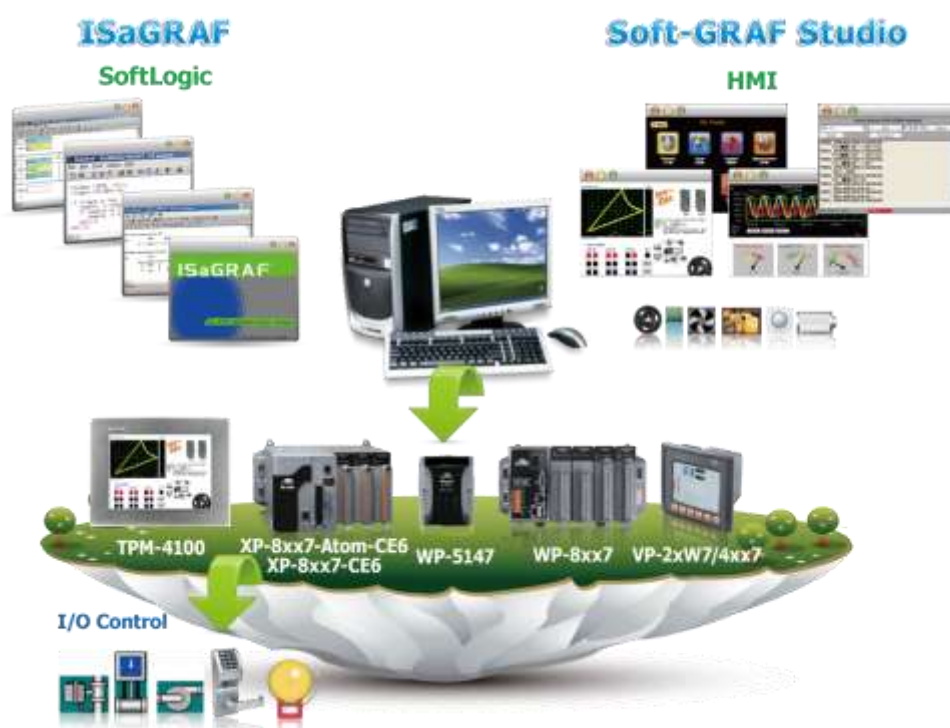 ISaGRAF
Soft-GRAF Studio
SoftLogic
HMI
ISaGRAF
TPM-4100
XP-8xx7-Atom-CE6
XP-8xx7-CE6
WP-5147
WP-8xx7
VP-2xW7/4xx7
I/O Control